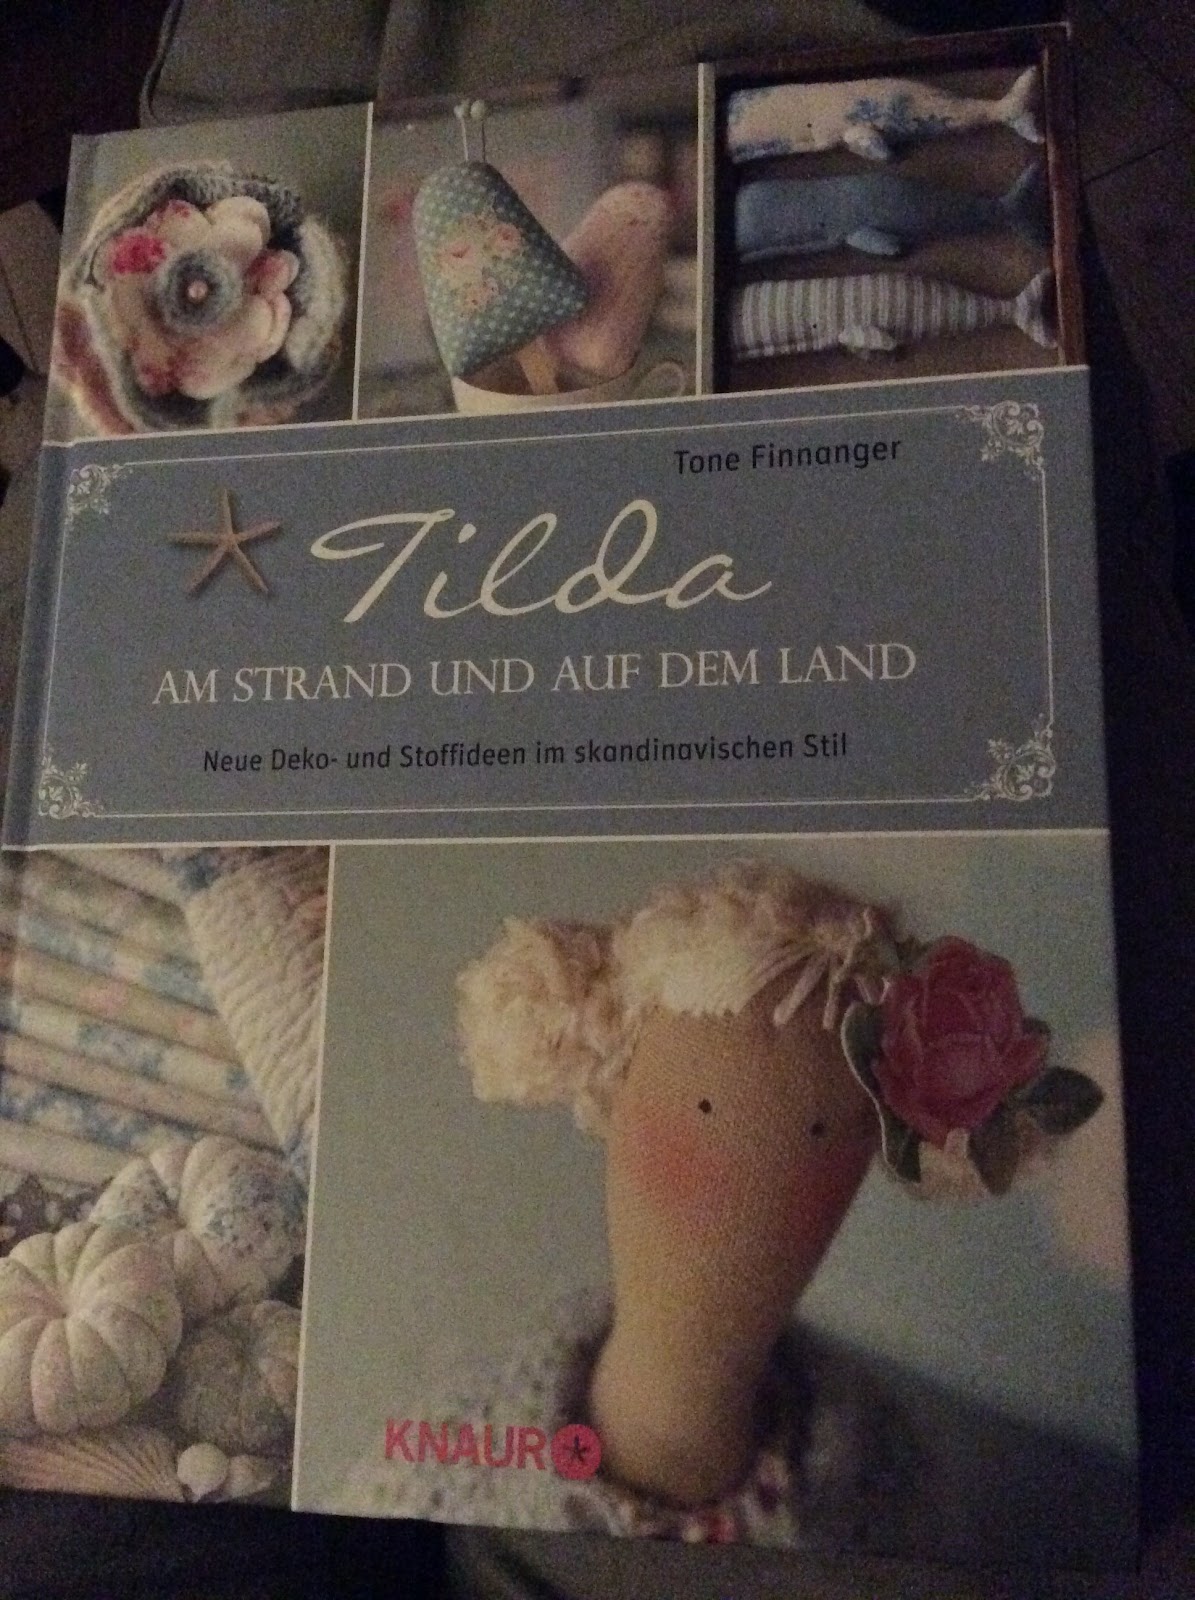 Tone Finnanger
Tilda
AM STRAND UND AUF DEM LAND
Neue Deko- und Stoffideen im skandinavischen Stil
KNAUR